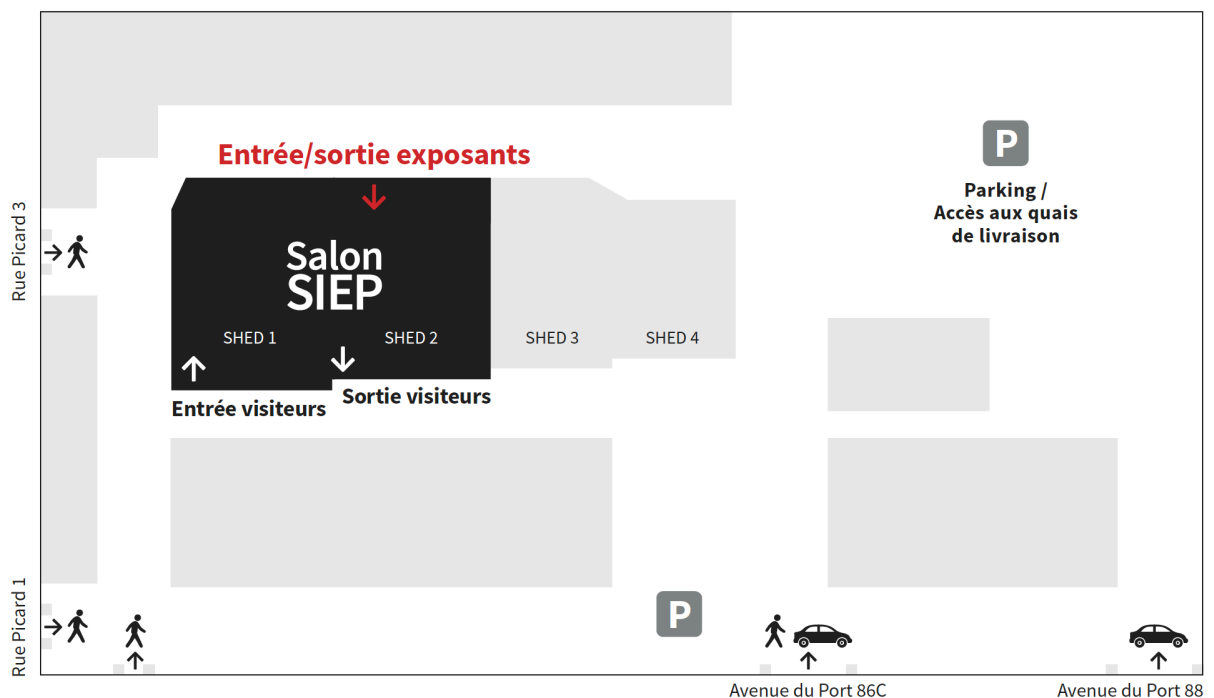 Entrée/sortie exposants
P
Parking /
Accès aux quais
de livraison
Rue Picard 3
Salon
SIEP
SHED 1
SHED 2
SHED 3
SHED 4
Entrée visiteurs
Sortie visiteurs
Rue Picard 1
P
Avenue du Port 86C
Avenue du Port 88